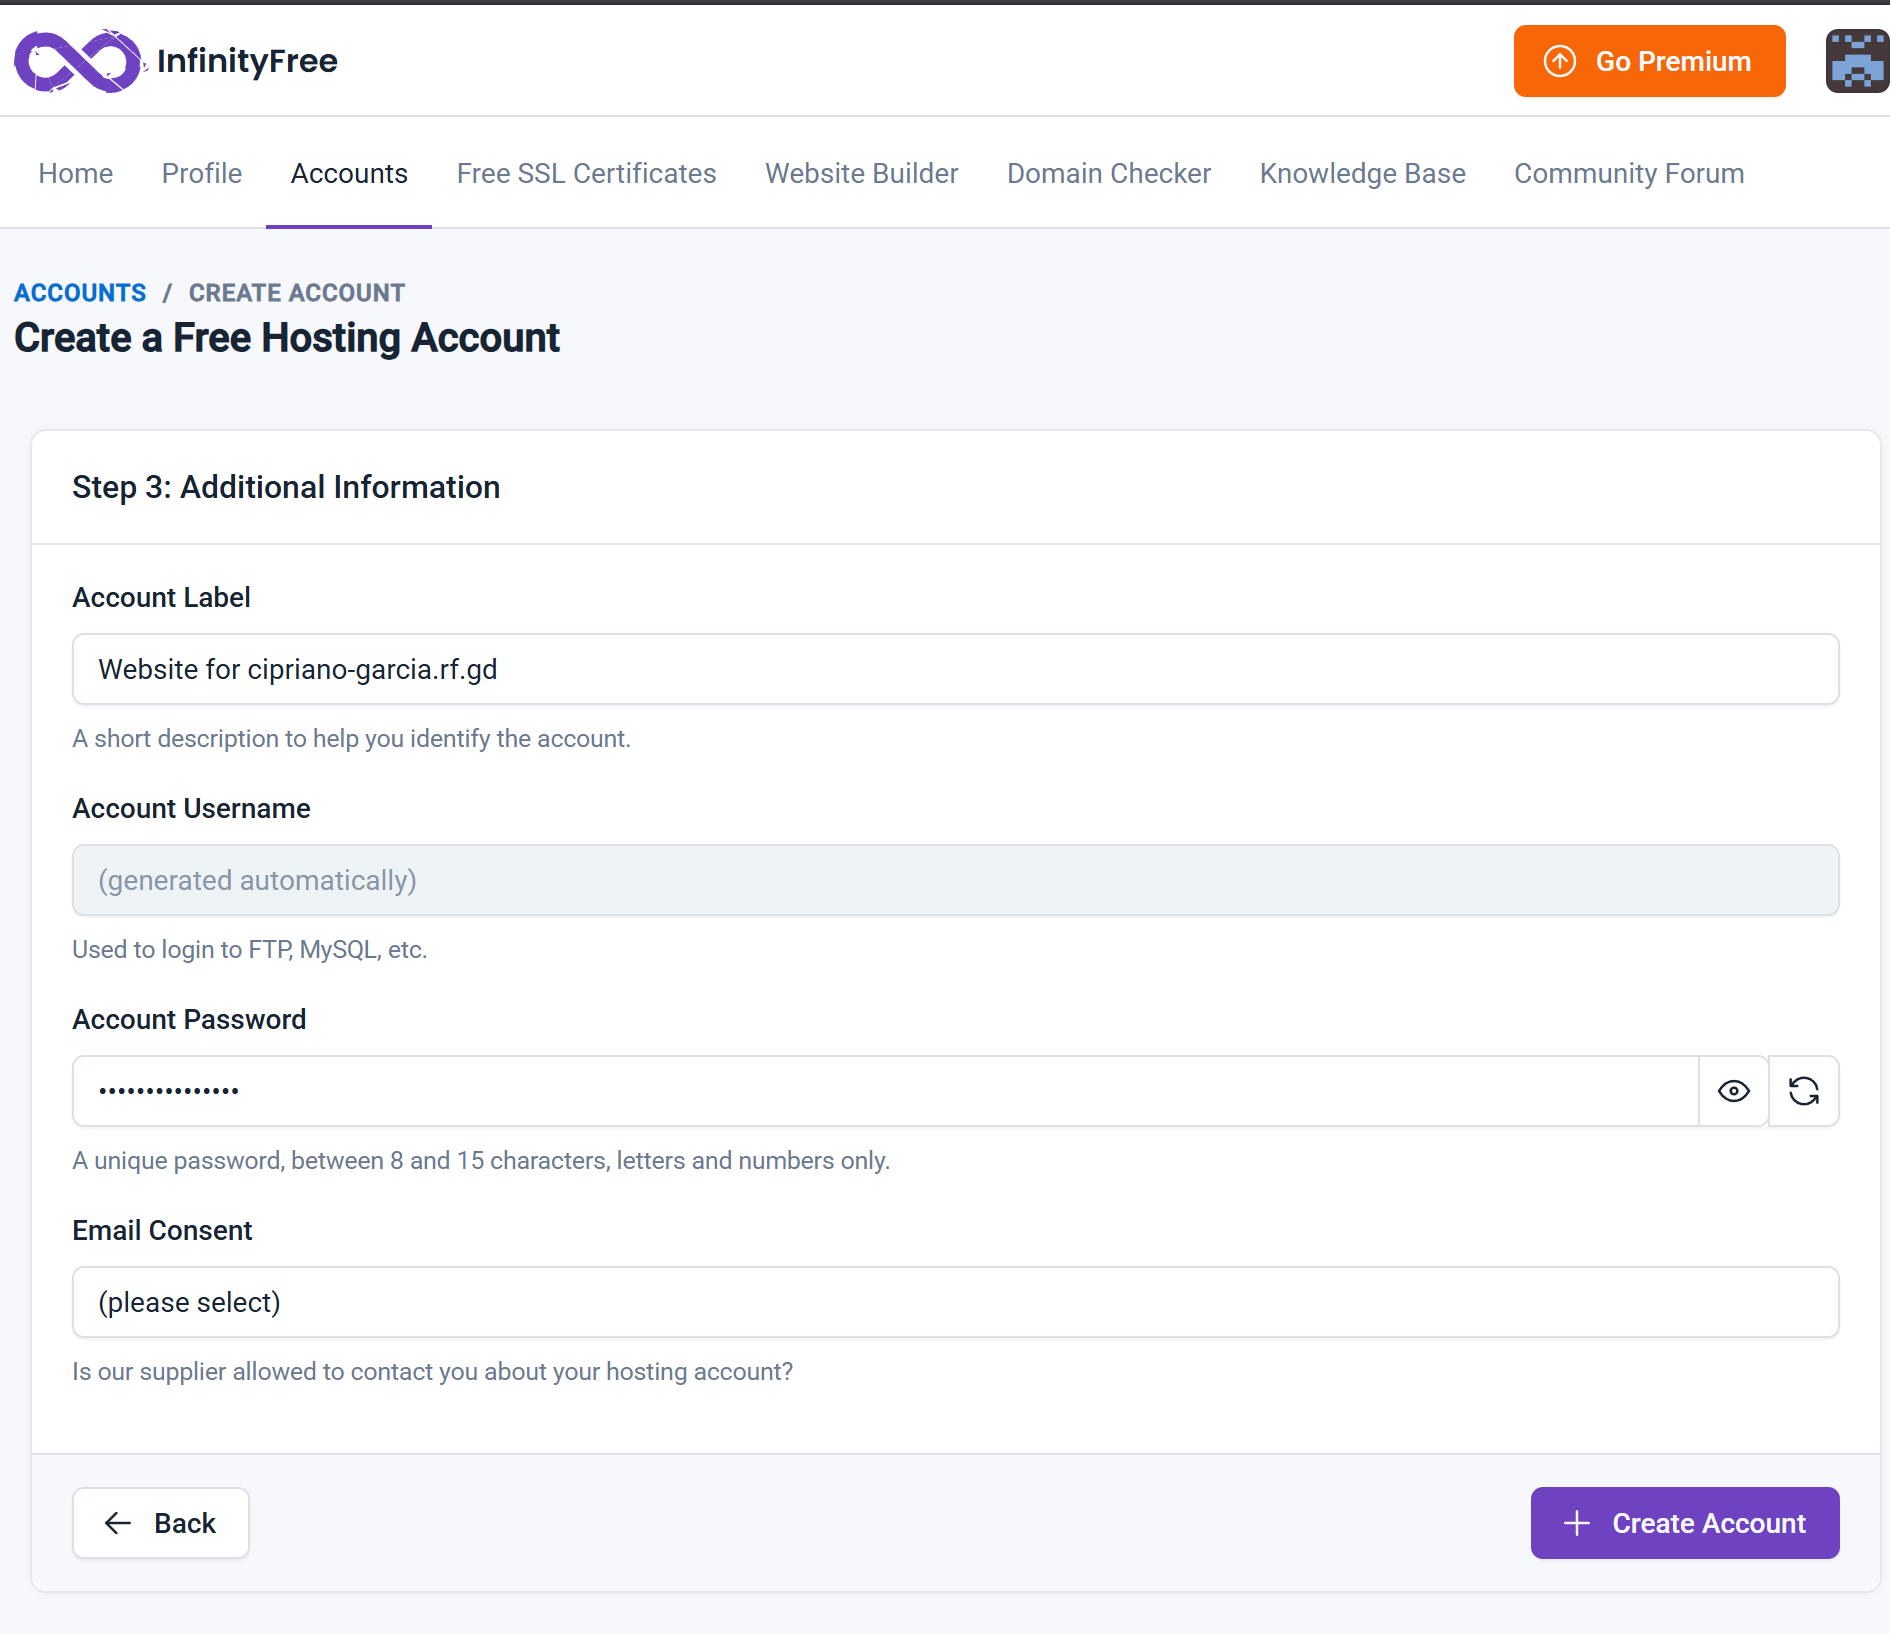 InfinityFree
Go Premium
Home Profile Accounts Free SSL Certificates Website Builder Domain Checker Knowledge Base Community Forum
ACCOUNTS / CREATE ACCOUNT
Create a Free Hosting Account
Step 3: Additional Information
Account Label
Website for cipriano-garcia.rf.gd
A short description to help you identify the account.
Account Username
(generated automatically)
Used to login to FTP, MySQL, etc.
Account Password
•••••••••••••••
A unique password, between 8 and 15 characters, letters and numbers only.
Email Consent
(please select)
Is our supplier allowed to contact you about your hosting account?
Back
Create Account